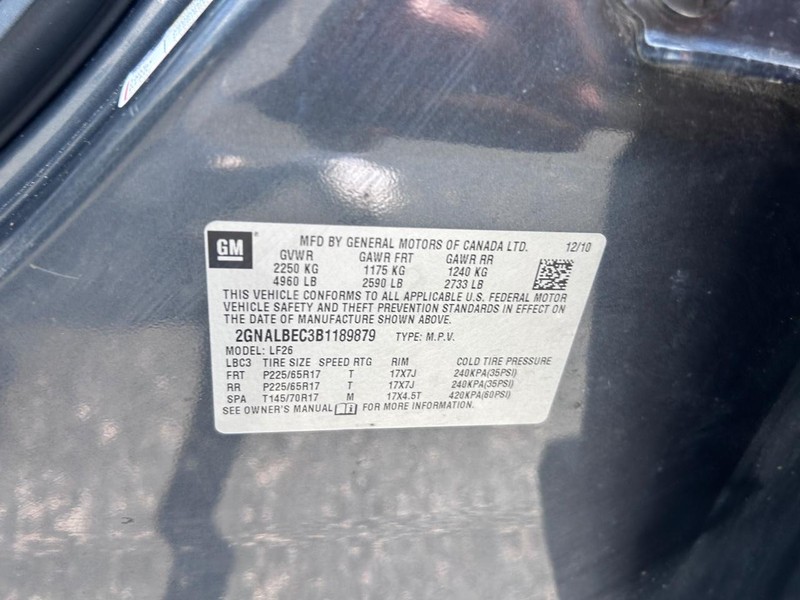 GM
MFD BY GENERAL MOTORS OF CANADA LTD. 12/10
GVWR GAWR FRT GAWR RR
2250 KG 1175 KG 1240 KG
4960 LB 2590 LB 2733 LB
THIS VEHICLE CONFORMS TO ALL APPLICABLE U.S. FEDERAL MOTOR
VEHICLE SAFETY AND THEFT PREVENTION STANDARDS IN EFFECT ON
THE DATE OF MANUFACTURE SHOWN ABOVE.
2GNALBEC3B1189879 TYPE: M.P.V.
MODEL: LF26
LBC3 TIRE SIZE SPEED RTG RIM COLD TIRE PRESSURE
FRT P225/65R17 T 17X7J 240KPA(35PSI)
RR P225/65R17 T 17X7J 240KPA(35PSI)
SPA T145/70R17 M 17X4.5T 420KPA(60PSI)
SEE OWNER'S MANUAL FOR MORE INFORMATION.